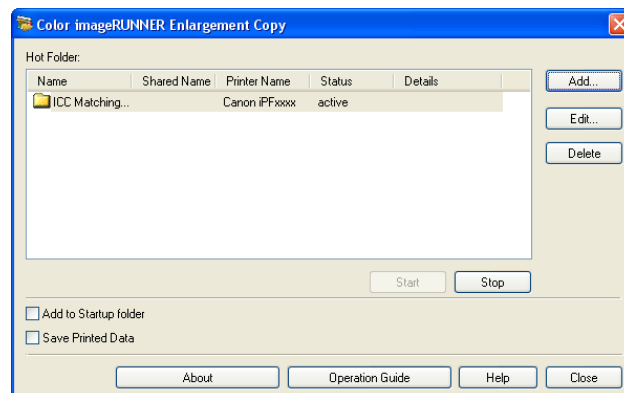 Color imageRUNNER Enlargement Copy
Hot Folder:
Name Shared Name Printer Name Status Details
ICC Matching... Canon iPFxxxx active
Add...
Edit...
Delete
Start Stop
Add to Startup folder
Save Printed Data
About Operation Guide Help Close